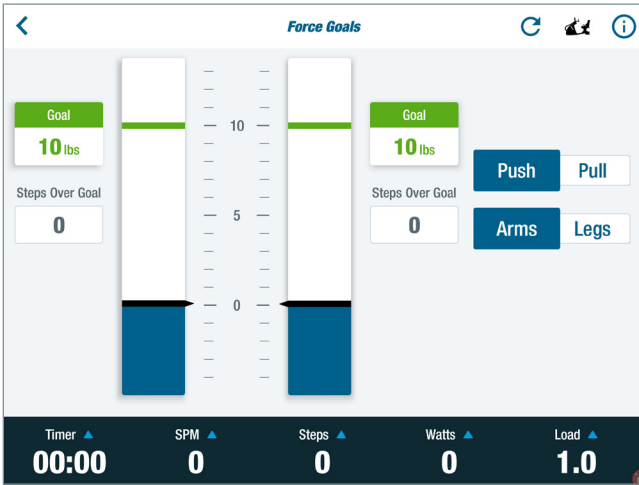 Force Goals
Goal
10 lbs
Steps Over Goal
0
10
5
0
Goal
10 lbs
Steps Over Goal
0
Push Pull
Arms Legs
Timer SPM Steps Watts Load
00:00 0 0 0 1.0